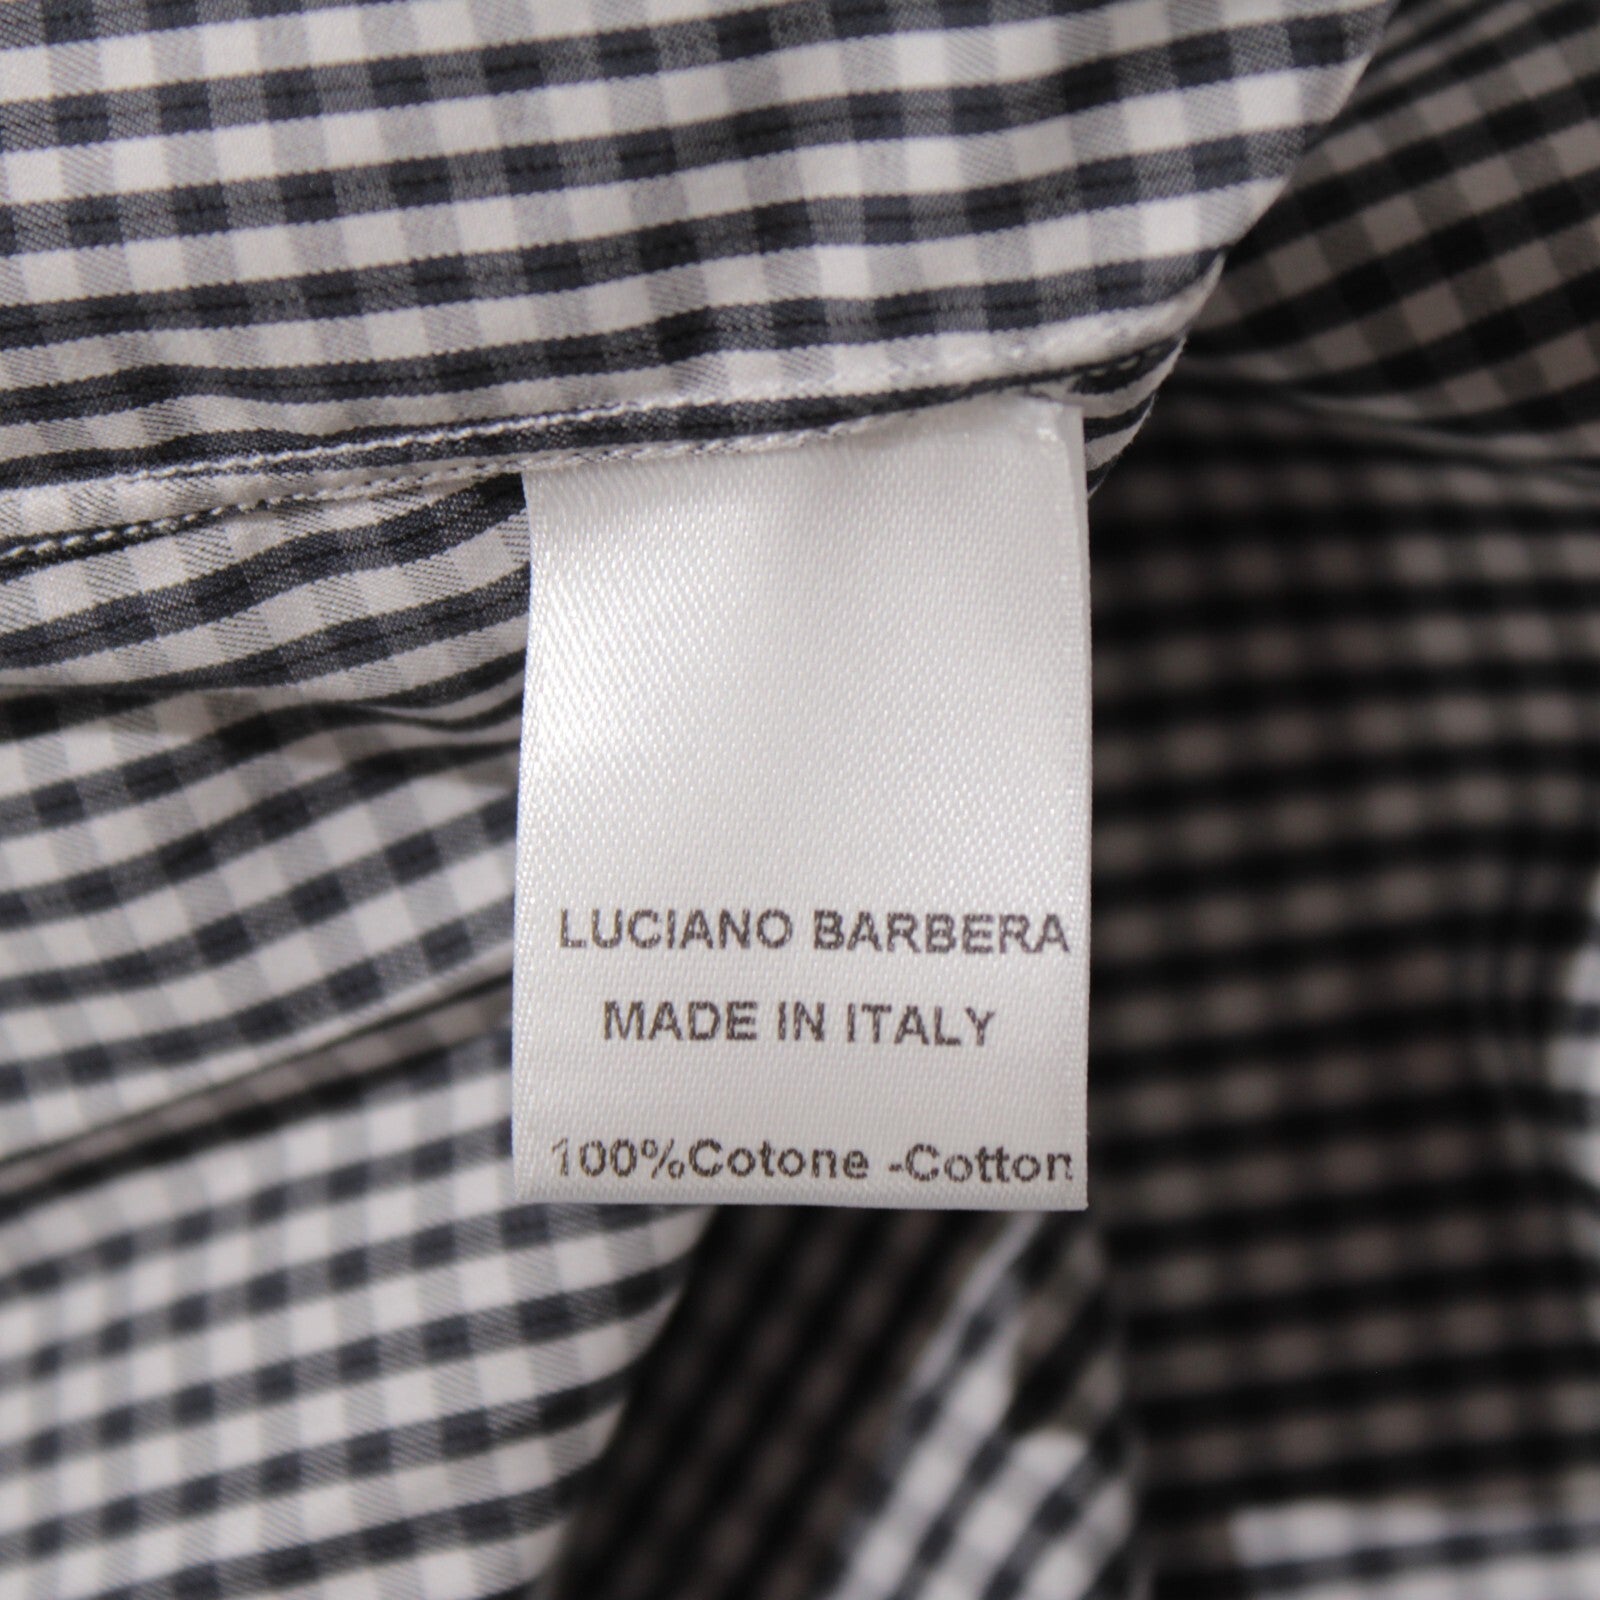 LUCIANO BARBERA
MADE IN ITALY
100%Cotone -Cotton